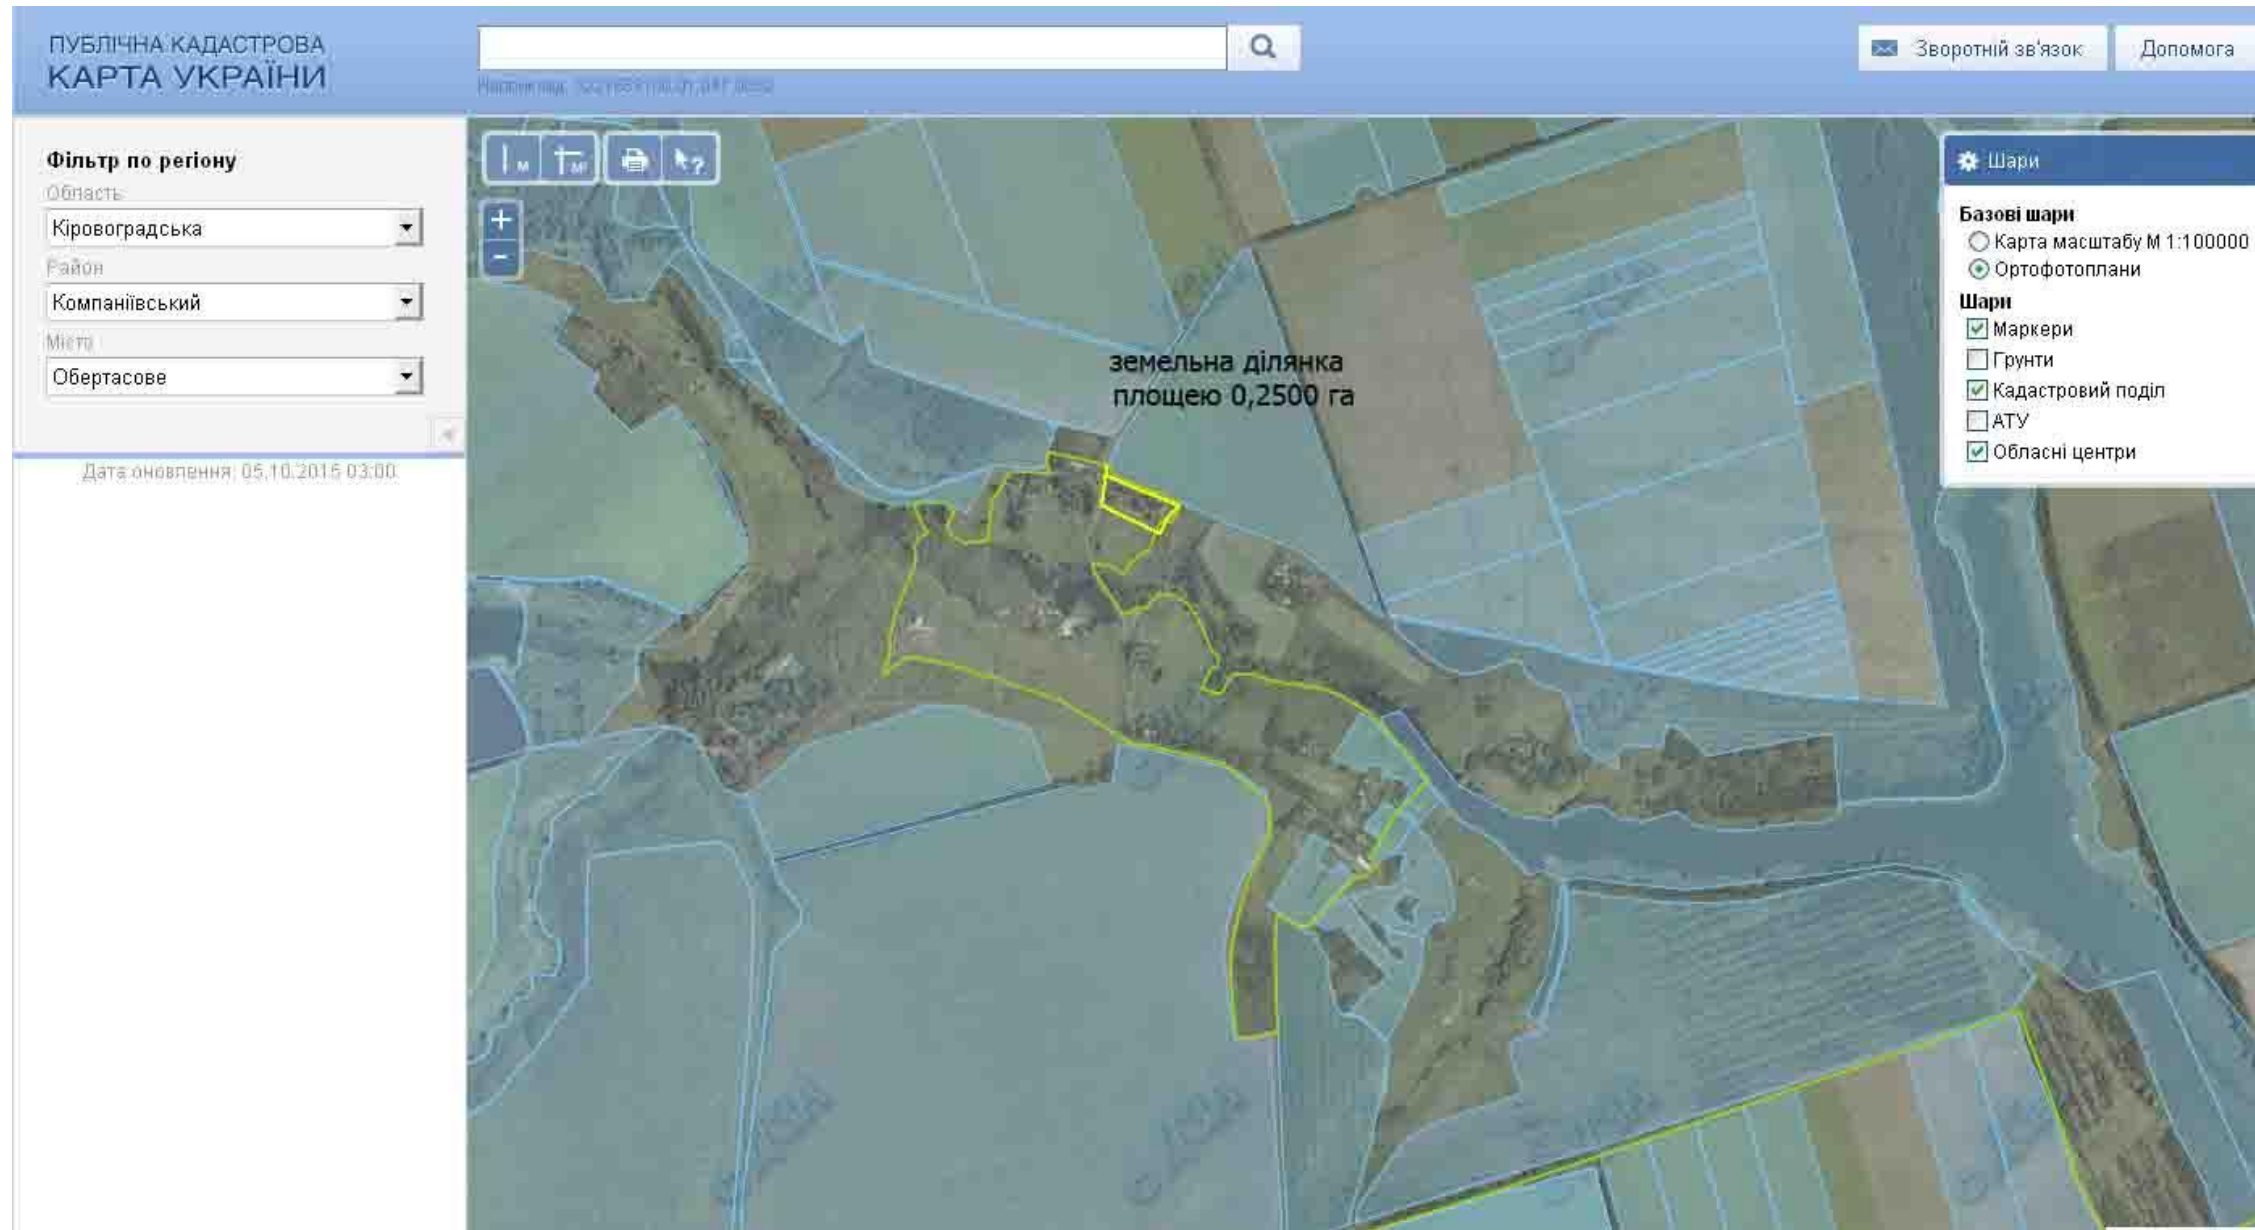 ПУБЛІЧНА КАДАСТРОВА
КАРТА УКРАЇНИ
Зворотній зв'язок
Допомога
Фільтр по регіону
Область
Кіровоградська
Район
Компаніївський
Місто
Обертасове
Дата оновлення: 05.10.2015 03:00
М
М²
+
-
земельна ділянка
площею 0,2500 га
Шари
Базові шари
Карта масштабу М 1:100000
Ортофотоплани
Шари
Маркери
Грунти
Кадастровий поділ
АТУ
Обласні центри